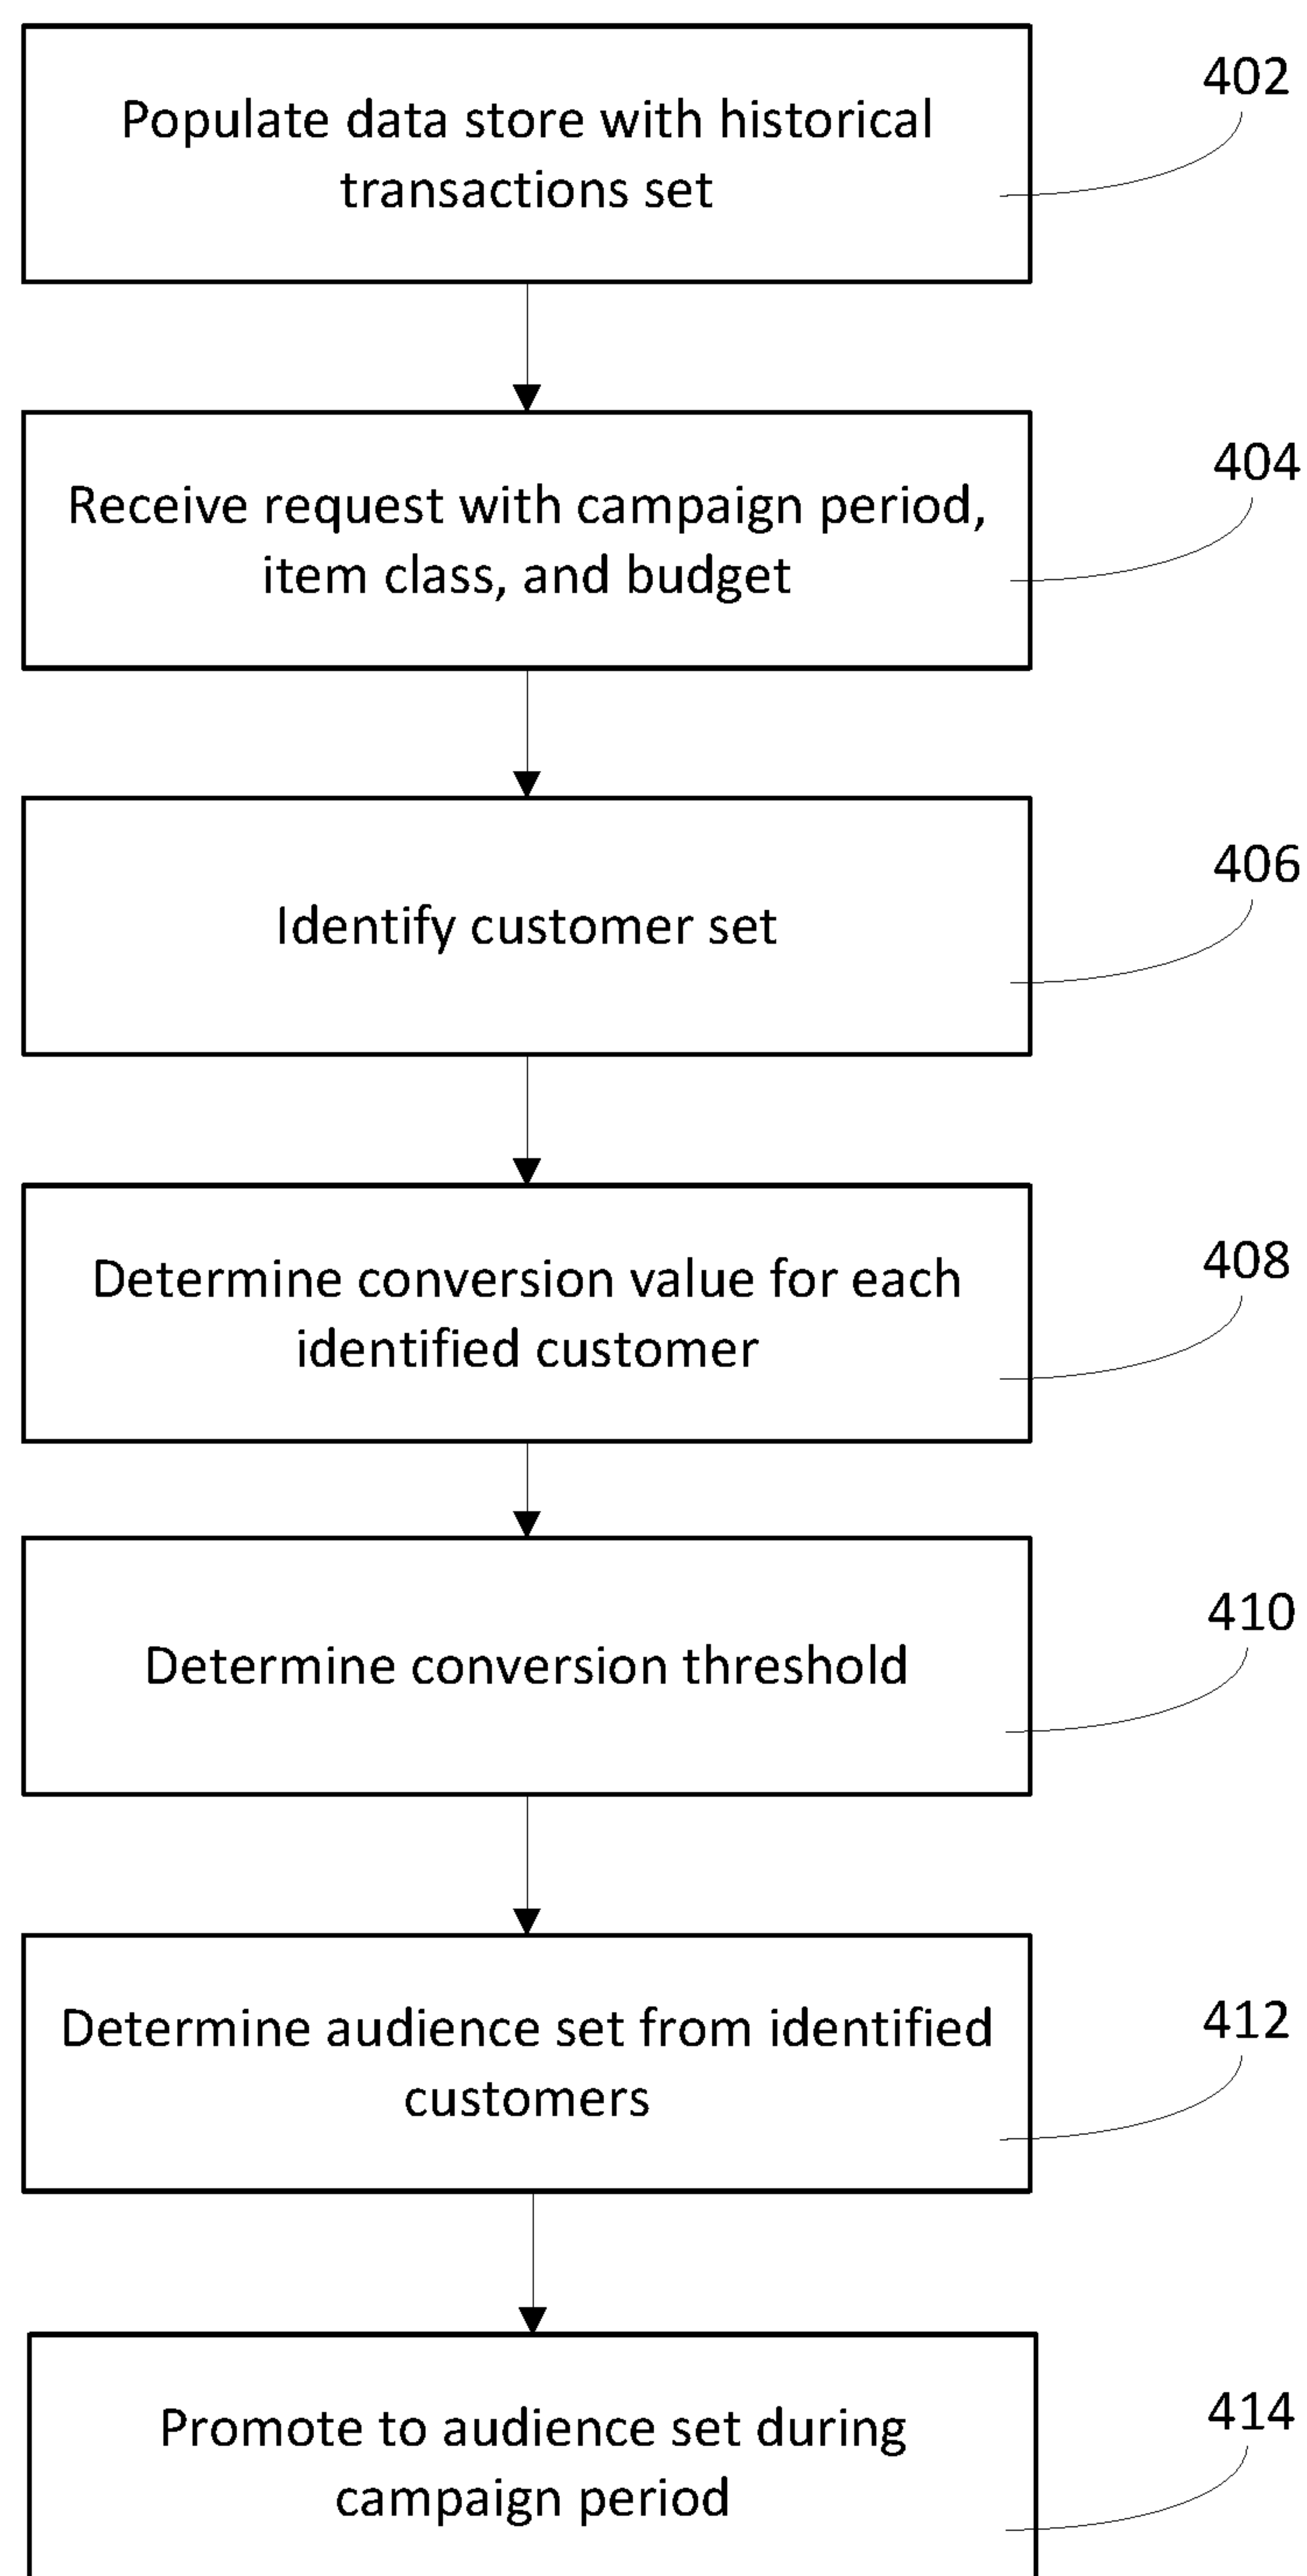 402
Populate data store with historical
transactions set
404
Receive request with campaign period,
item class, and budget
406
Identify customer set
408
Determine conversion value for each
identified customer
410
Determine conversion threshold
412
Determine audience set from identified
customers
414
Promote to audience set during
campaign period